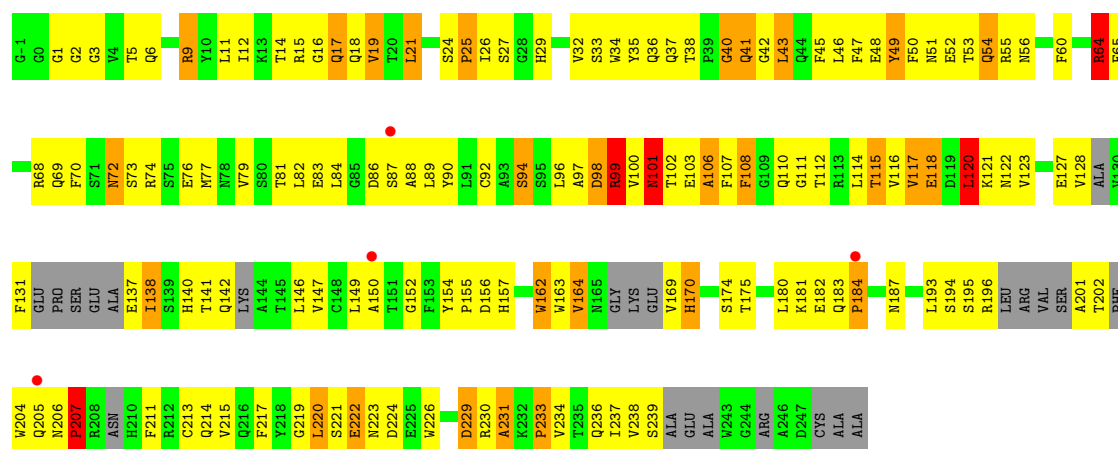 G-1 G0 G1 G2 G3 V4 T5 Q6 R9 Y10 L11 I12 K13 T14 R15 G16 Q17 Q18 V19 T20 L21 S24 P25 I26 S27 G28 H29 V32 S33 W34 Y35 Q36 Q37 T38 P39 G40 Q41 G42 L43 Q44 F45 L46 F47 E48 Y49 F50 N51 E52 T53 Q54 R55 N56 F60 R64 F65
R68 Q69 F70 S71 N72 S73 R74 S75 E76 M77 N78 V79 S80 T81 L82 E83 L84 G85 D86 S87 A88 L89 Y90 L91 C92 A93 S94 S95 L96 A97 D98 R99 V100 N101 T102 E103 A106 F107 F108 G109 Q110 G111 T112 R113 L114 T115 V116 V117 E118 D119 L120 K121 N122 V123 E127 V128 ALA V130
F131 GLU PRO SER GLU ALA E137 I138 S139 H140 T141 Q142 LYS A144 T145 L146 V147 C148 L149 A150 T151 G152 F153 Y154 P155 D156 H157 W162 W163 V164 N165 GLY LYS GLU V169 H170 S174 T175 L180 K181 E182 Q183 P184 N187 L193 S194 S195 R196 LEU ARG VAL SER A201 T202 PHE
W204 Q205 N206 P207 R208 ASN H210 F211 R212 C213 Q214 V215 Q216 F217 Y218 G219 L220 S221 E222 N223 D224 E225 W226 D229 R230 A231 K232 P233 V234 T235 Q236 I237 V238 S239 ALA GLU ALA W243 G244 ARG A246 D247 CYS ALA ALA